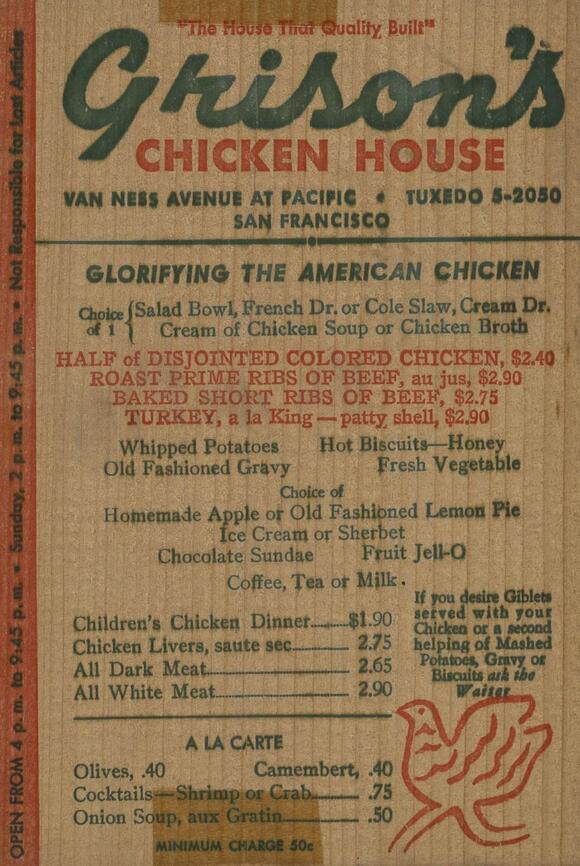 "The House That Quality Built"
Grison's
CHICKEN HOUSE
VAN NESS AVENUE AT PACIFIC • TUXEDO 5-2050
SAN FRANCISCO
GLORIFYING THE AMERICAN CHICKEN
Choice of 1 { Salad Bowl, French Dr. or Cole Slaw, Cream Dr.
Cream of Chicken Soup or Chicken Broth
HALF of DISJOINTED COLORED CHICKEN, $2.40
ROAST PRIME RIBS OF BEEF, au jus, $2.90
BAKED SHORT RIBS OF BEEF, $2.75
TURKEY, a la King — patty shell, $2.90
Whipped Potatoes Hot Biscuits—Honey
Old Fashioned Gravy Fresh Vegetable
Choice of
Homemade Apple or Old Fashioned Lemon Pie
Ice Cream or Sherbet
Chocolate Sundae Fruit Jell-O
Coffee, Tea or Milk.
Children's Chicken Dinner $1.90
Chicken Livers, saute sec. 2.75
All Dark Meat 2.65
All White Meat 2.90
If you desire Giblets
served with your
Chicken or a second
helping of Mashed
Potatoes, Gravy or
Biscuits ask the
Waiter
A LA CARTE
Olives, .40 Camembert, .40
Cocktails—Shrimp or Crab .75
Onion Soup, aux Gratin .50
MINIMUM CHARGE 50c
OPEN FROM 4 p. m. to 9:45 p. m. • Sunday, 2 p. m. to 9:45 p. m. • Not Responsible for Lost Articles